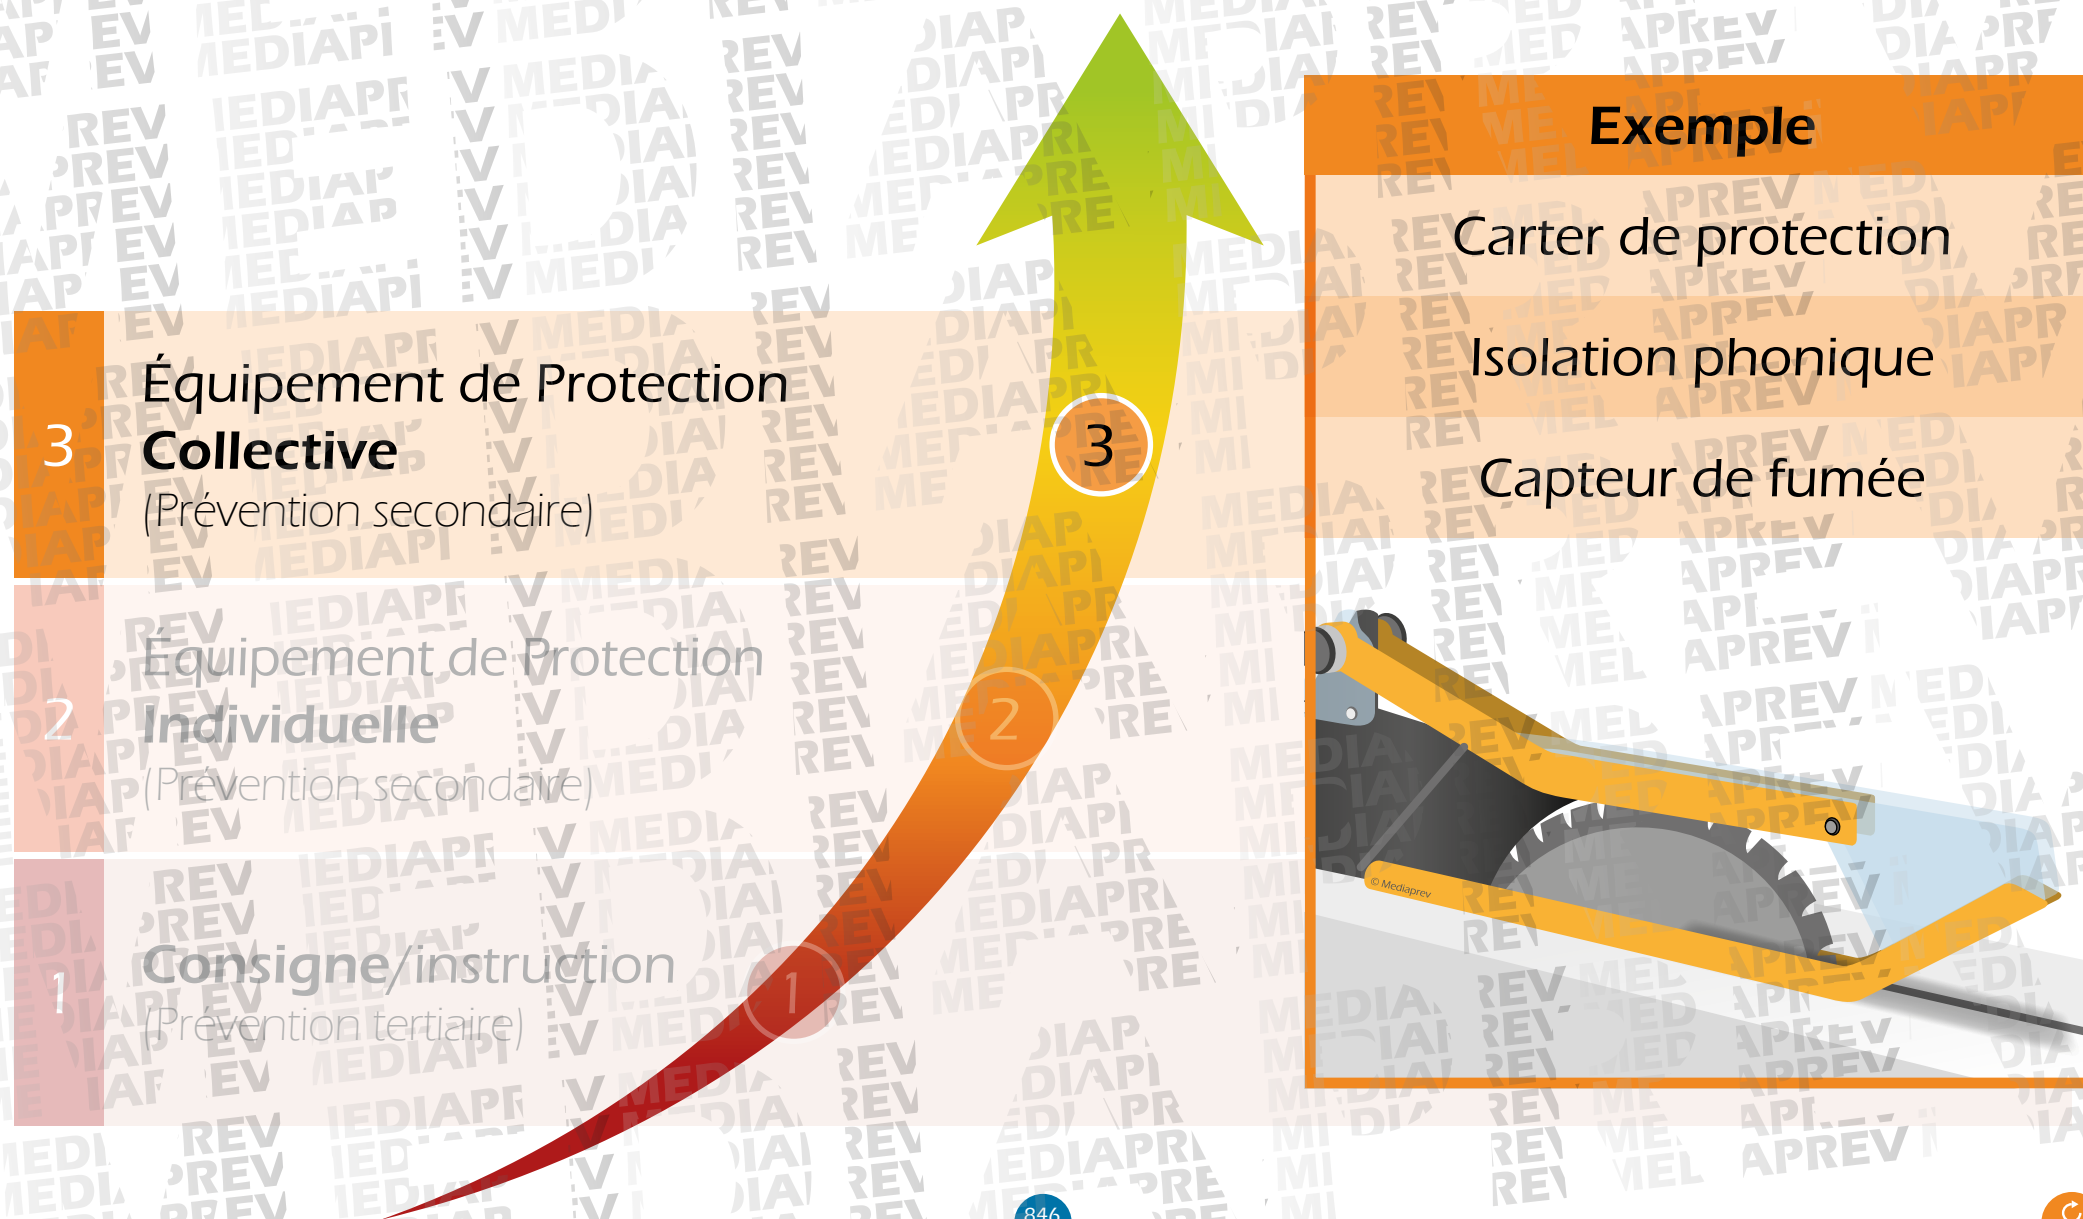 Exemple
Carter de protection
Isolation phonique
Capteur de fumée
3
Équipement de Protection
Collective
(Prévention secondaire)
3
2
Équipement de Protection
Individuelle
(Prévention secondaire)
2
1
Consigne/instruction
(Prévention tertiaire)
1
© Mediaprev
846